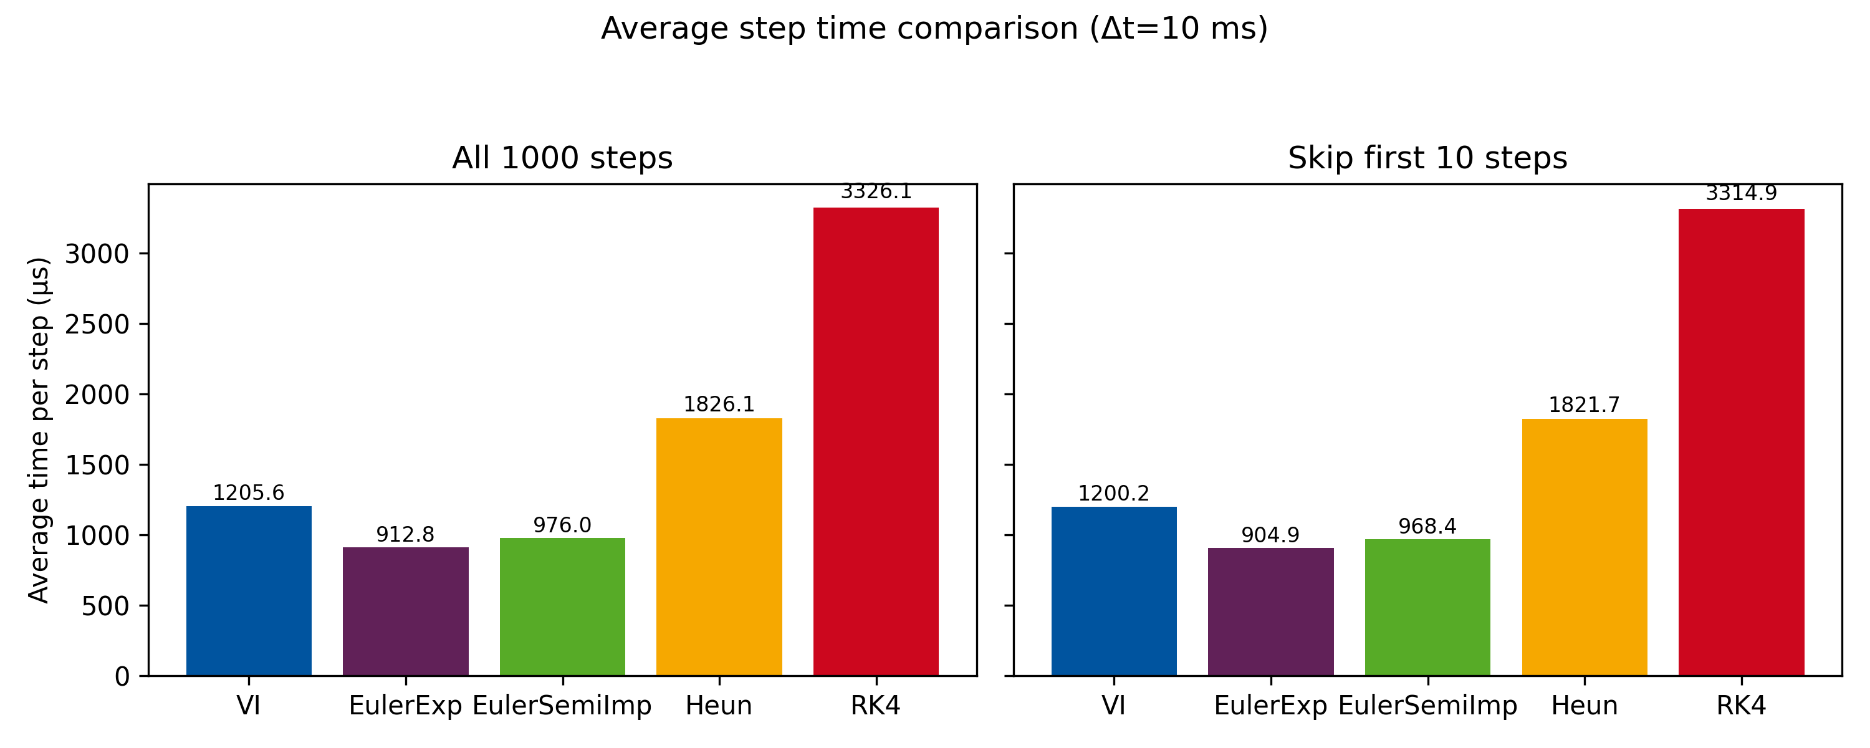 Average step time comparison (Δt=10 ms)
All 1000 steps
Average time per step (µs)
3000
2500
2000
1500
1000
500
0
1205.6
912.8
976.0
1826.1
3326.1
VI EulerExp EulerSemiImp Heun RK4
Skip first 10 steps
1200.2
904.9
968.4
1821.7
3314.9
VI EulerExp EulerSemiImp Heun RK4